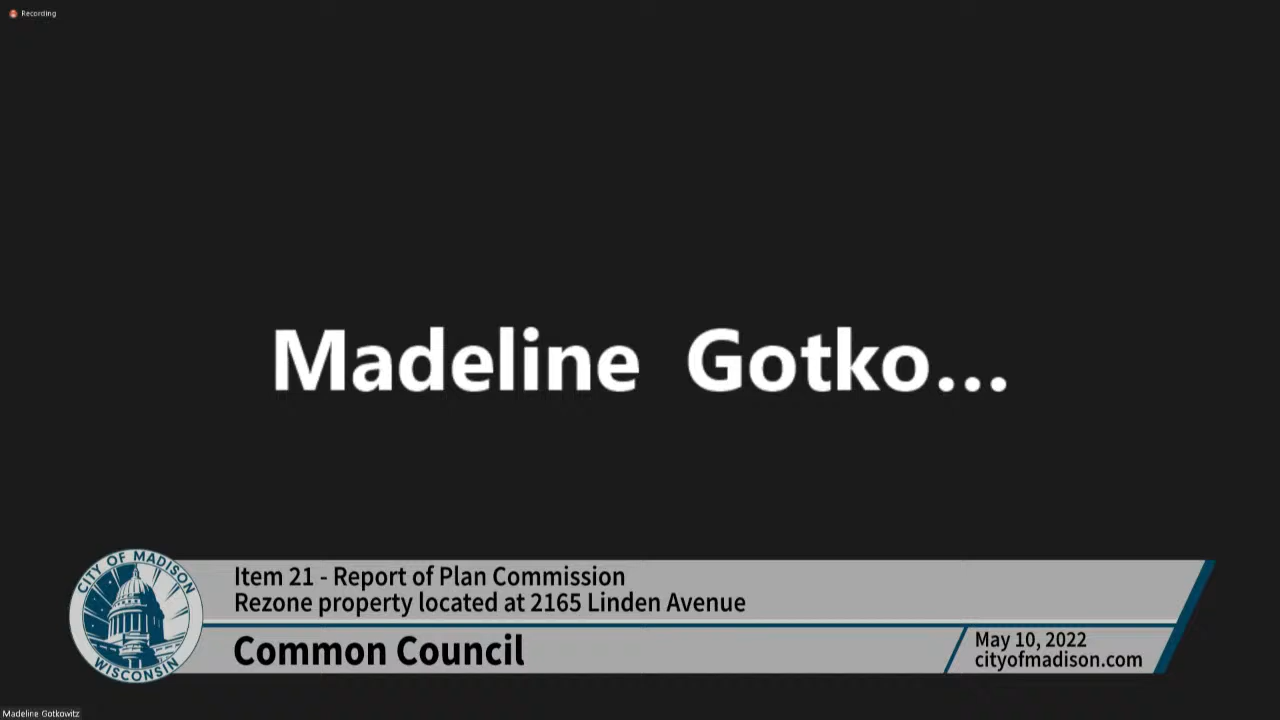 Recording
Madeline Gotko...
Item 21 - Report of Plan Commission
Rezone property located at 2165 Linden Avenue
Common Council
May 10, 2022
cityofmadison.com
CITY OF MADISON
WISCONSIN
Madeline Gotkowitz